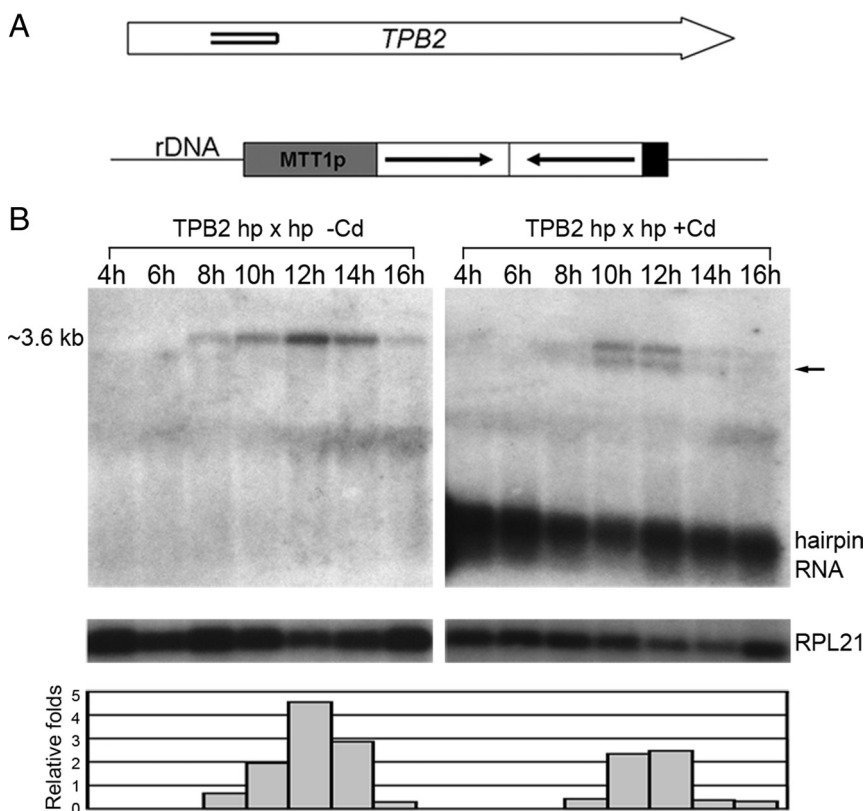 A
TPB2
rDNA
MTT1p
B
TPB2 hp x hp -Cd
TPB2 hp x hp +Cd
4h 6h 8h 10h 12h 14h 16h
4h 6h 8h 10h 12h 14h 16h
~3.6 kb
hairpin
RNA
RPL21
Relative folds
5
4
3
2
1
0